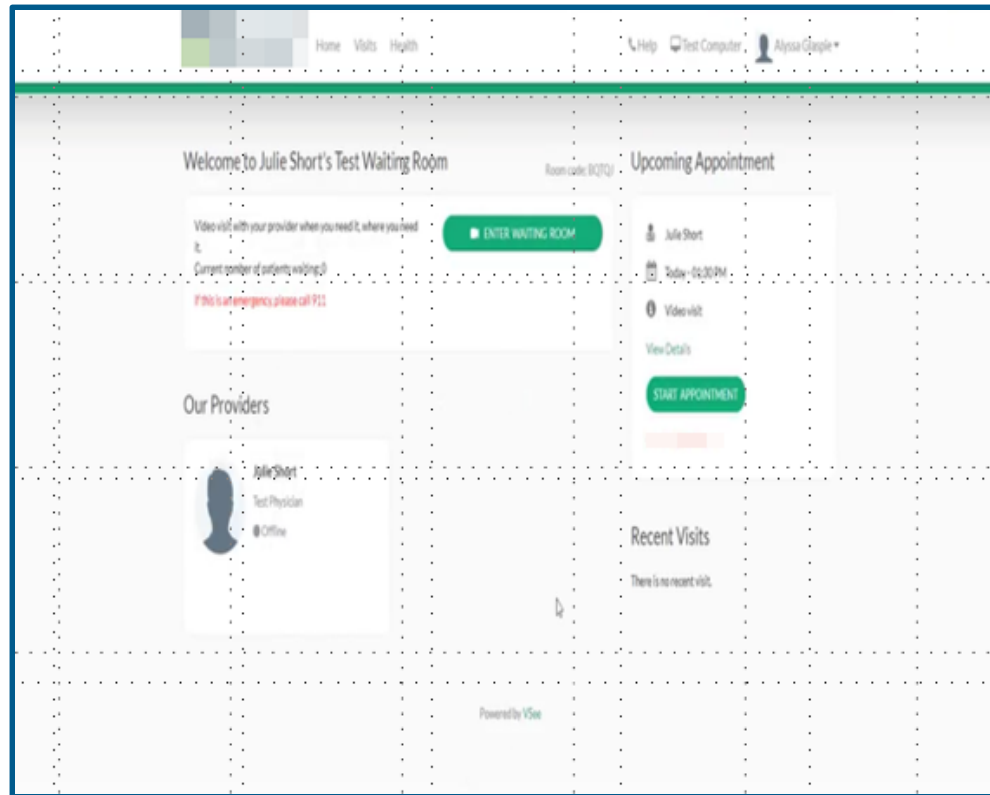 Home Visits Health
Help Test Computer Alyssa Glaspie
Welcome to Julie Short's Test Waiting Room
Room code: BQTQJ
Video visit with your provider when you need it, where you need
it.
Current number of patients waiting: 0
If this is an emergency, please call 911
ENTER WAITING ROOM
Our Providers
Julie Short
Test Physician
Offline
Upcoming Appointment
Julie Short
Today - 01:30 PM
Video visit
View Details
START APPOINTMENT
Recent Visits
There is no recent visit.
Powered by VSee